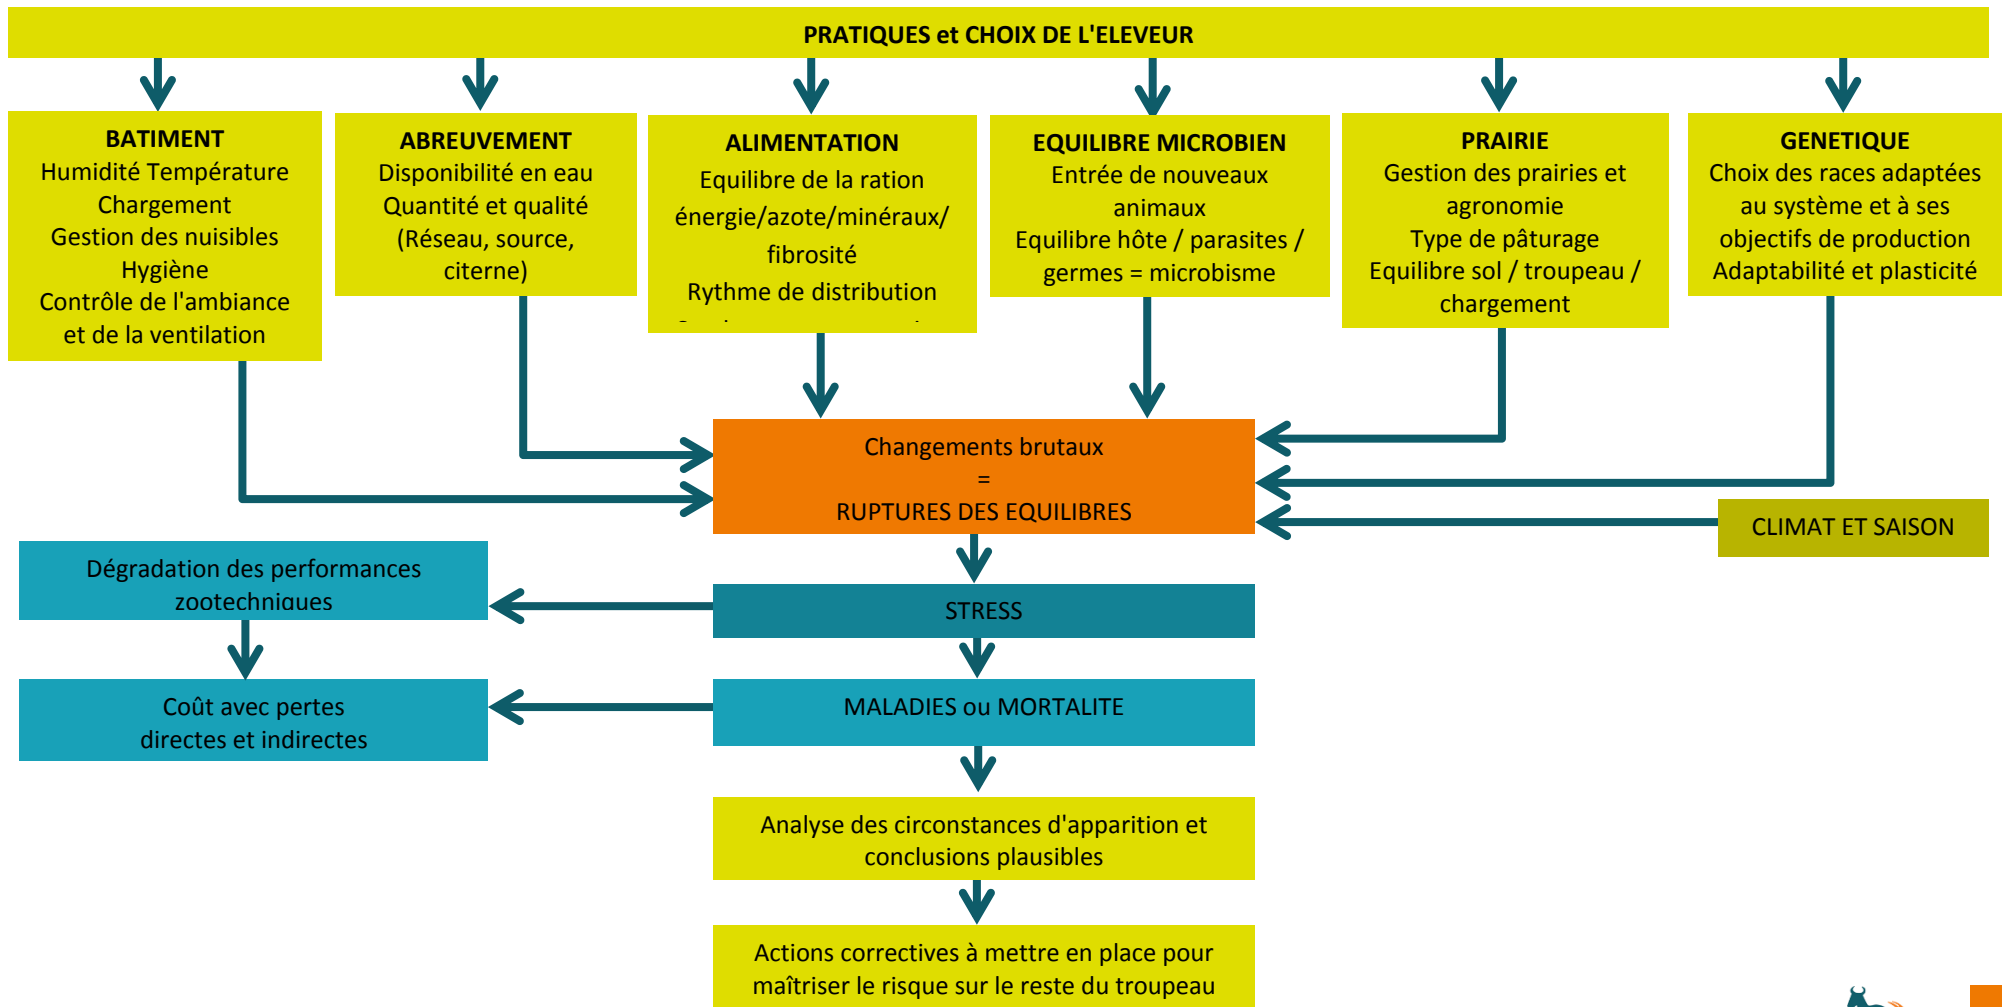 PRATIQUES et CHOIX DE L'ELEVEUR
BATIMENT
Humidité Température
Chargement
Gestion des nuisibles
Hygiène
Contrôle de l'ambiance
et de la ventilation
ABREUVEMENT
Disponibilité en eau
Quantité et qualité
(Réseau, source,
citerne)
ALIMENTATION
Equilibre de la ration
énergie/azote/minéraux/
fibrosité
Rythme de distribution
EQUILIBRE MICROBIEN
Entrée de nouveaux
animaux
Equilibre hôte / parasites /
germes = microbisme
PRAIRIE
Gestion des prairies et
agronomie
Type de pâturage
Equilibre sol / troupeau /
chargement
GENETIQUE
Choix des races adaptées
au système et à ses
objectifs de production
Adaptabilité et plasticité
Changements brutaux
=
RUPTURES DES EQUILIBRES
CLIMAT ET SAISON
Dégradation des performances
zootechniques
STRESS
Coût avec pertes
directes et indirectes
MALADIES ou MORTALITE
Analyse des circonstances d'apparition et
conclusions plausibles
Actions correctives à mettre en place pour
maîtriser le risque sur le reste du troupeau